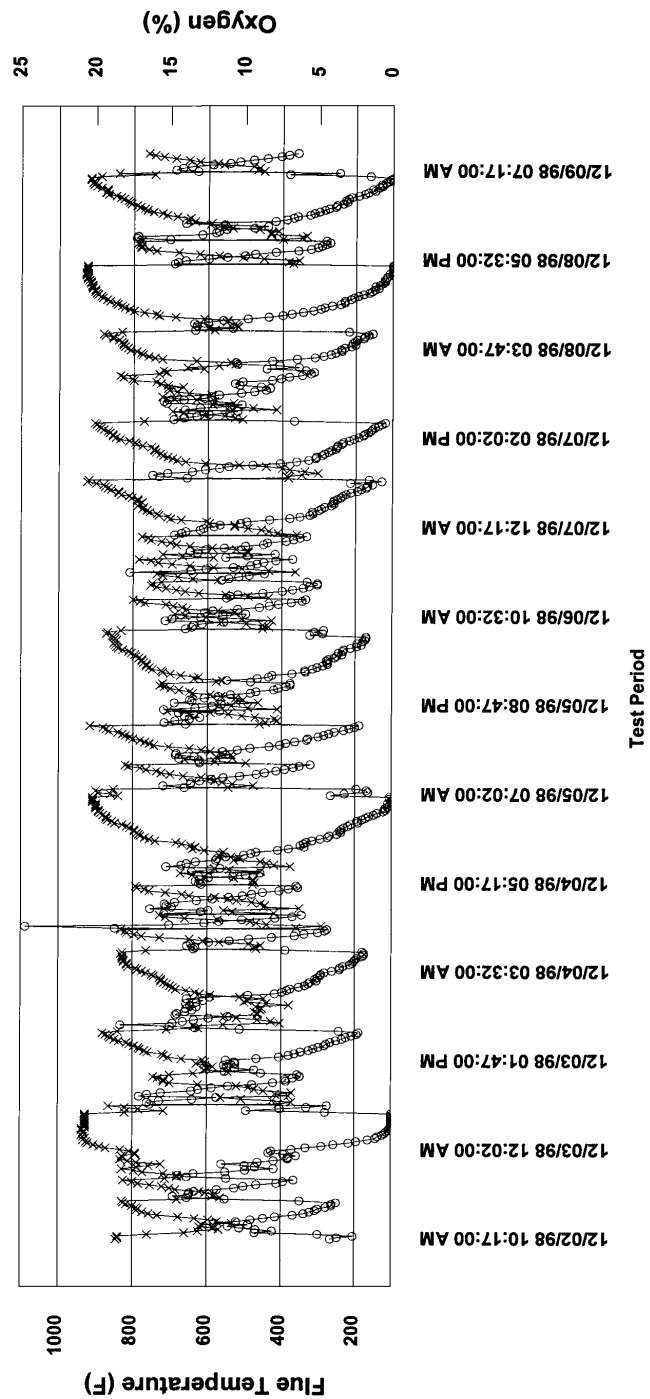 Flue Temperature (F)
1000
800
600
400
200
Oxygen (%)
25
20
15
10
5
0
12/02/98 10:17:00 AM
12/03/98 12:02:00 AM
12/03/98 01:47:00 PM
12/04/98 03:32:00 AM
12/04/98 05:17:00 PM
12/05/98 07:02:00 AM
12/05/98 08:47:00 PM
12/06/98 10:32:00 AM
12/07/98 12:17:00 AM
12/07/98 02:02:00 PM
12/08/98 03:47:00 AM
12/08/98 05:32:00 PM
12/09/98 07:17:00 AM
Test Period